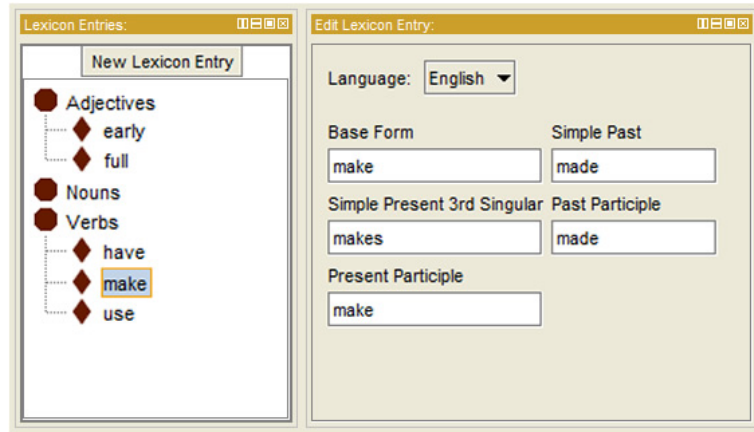 Lexicon Entries:
New Lexicon Entry
Adjectives
early
full
Nouns
Verbs
have
make
use
Edit Lexicon Entry:
Language: English
Base Form Simple Past
make made
Simple Present 3rd Singular Past Participle
makes made
Present Participle
make